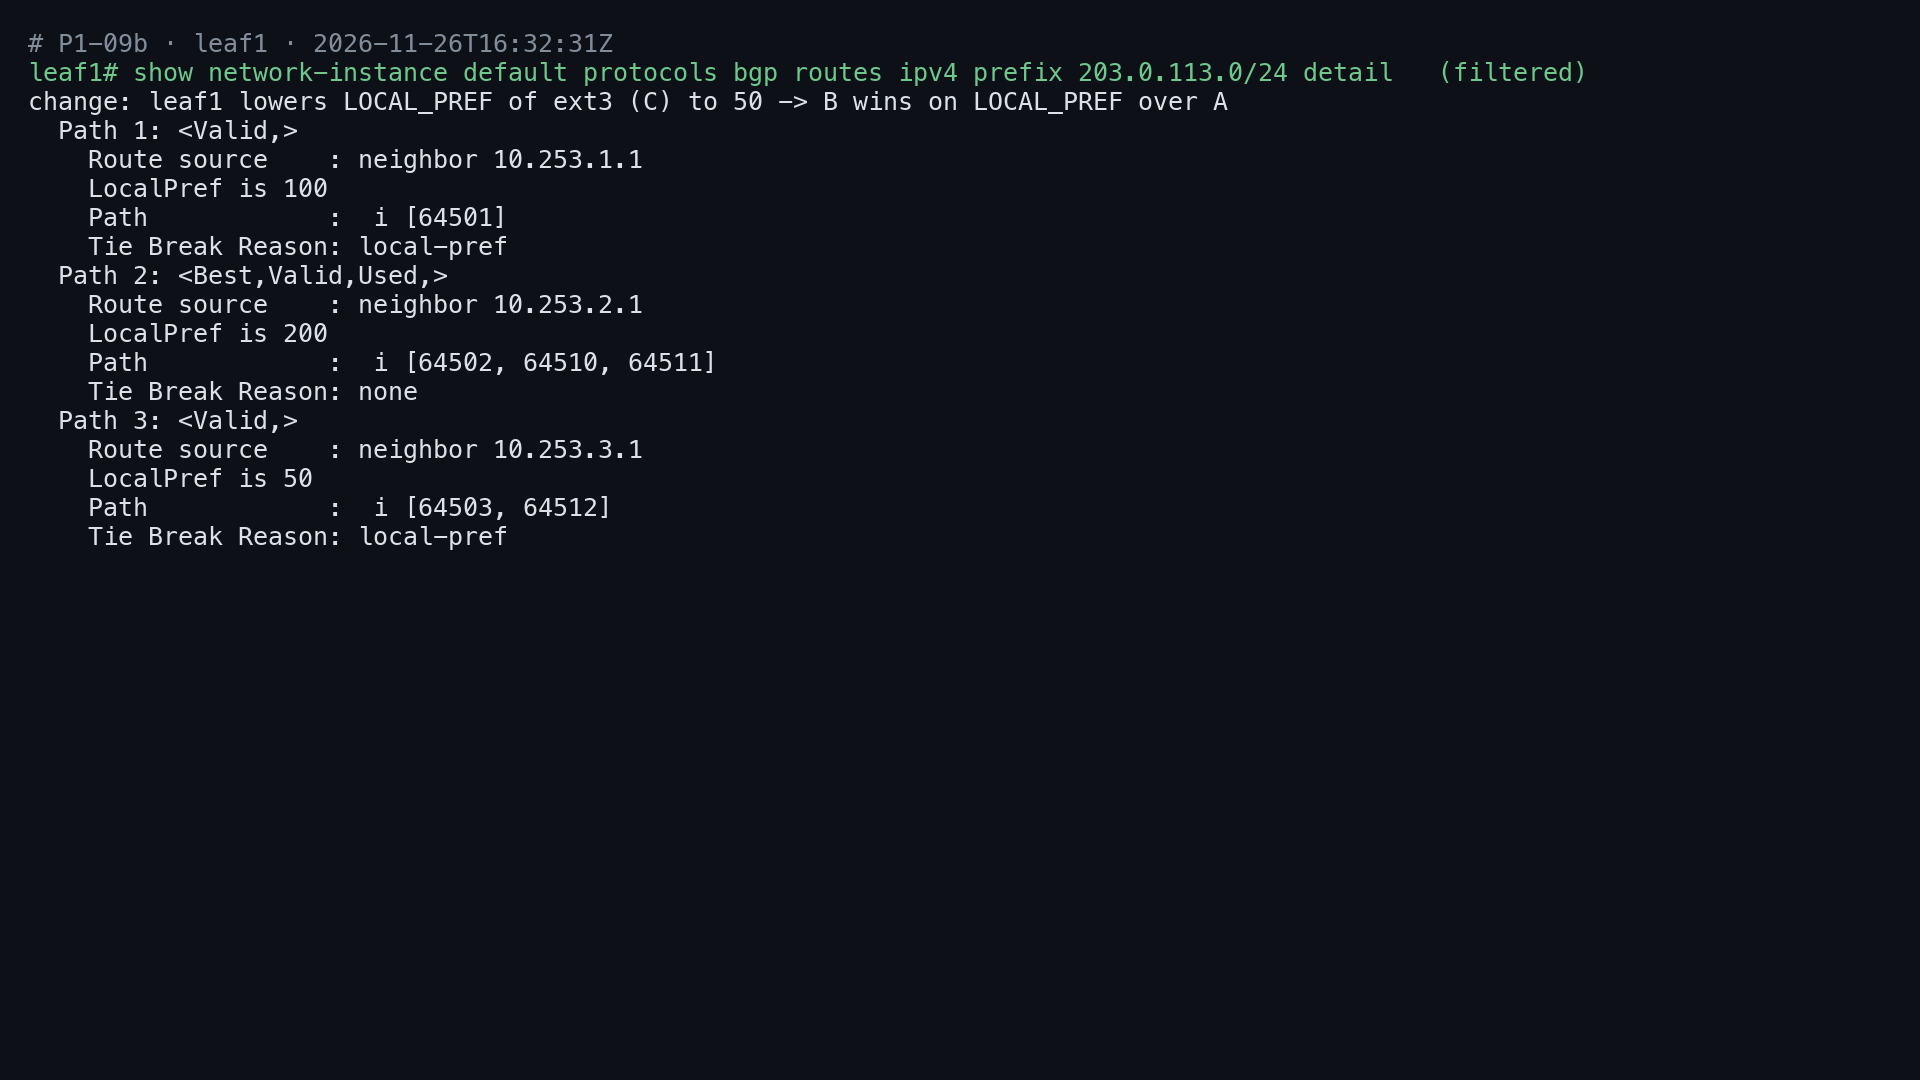 # P1-09b · leaf1 · 2026-11-26T16:32:31Z
leaf1# show network-instance default protocols bgp routes ipv4 prefix 203.0.113.0/24 detail   (filtered)
change: leaf1 lowers LOCAL_PREF of ext3 (C) to 50 -> B wins on LOCAL_PREF over A
  Path 1: <Valid,>
    Route source    : neighbor 10.253.1.1
    LocalPref is 100
    Path            :  i [64501]
    Tie Break Reason: local-pref
  Path 2: <Best,Valid,Used,>
    Route source    : neighbor 10.253.2.1
    LocalPref is 200
    Path            :  i [64502, 64510, 64511]
    Tie Break Reason: none
  Path 3: <Valid,>
    Route source    : neighbor 10.253.3.1
    LocalPref is 50
    Path            :  i [64503, 64512]
    Tie Break Reason: local-pref